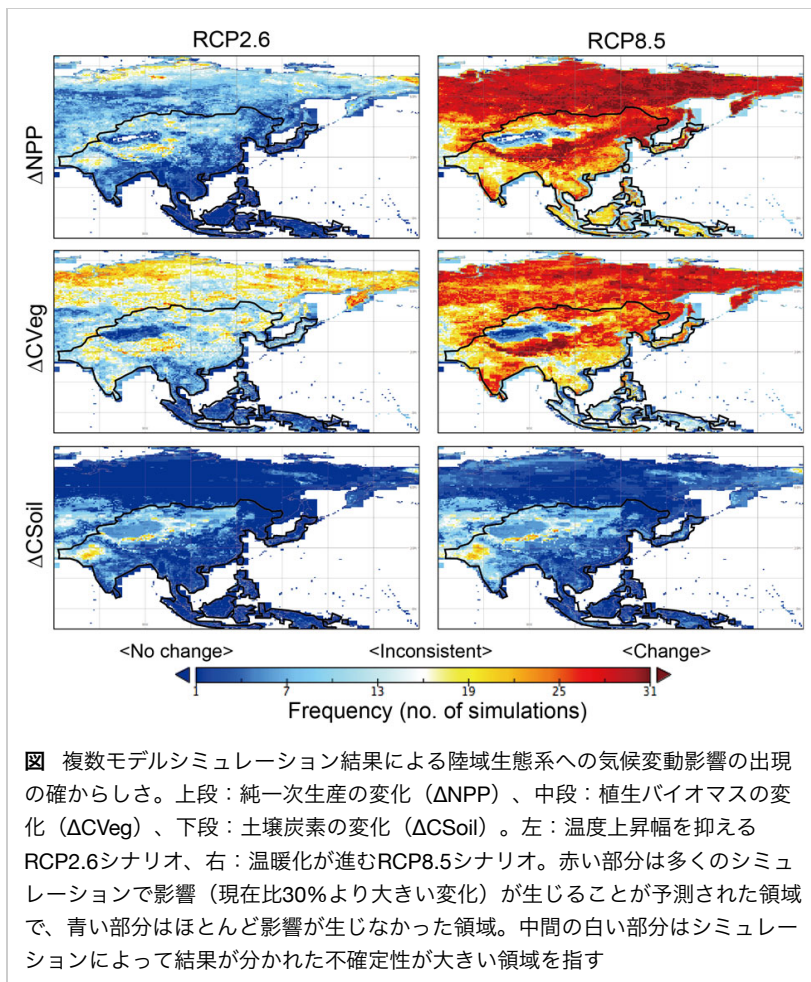 RCP2.6 RCP8.5
ΔNPP
ΔCVeg
ΔCSoil
<No change> <Inconsistent> <Change>
1 7 13 19 25 31
Frequency (no. of simulations)
図 複数モデルシミュレーション結果による陸域生態系への気候変動影響の出現
の確からしさ。上段：純一次生産の変化（ΔNPP）、中段：植生バイオマスの変
化（ΔCVeg）、下段：土壌炭素の変化（ΔCSoil）。左：温度上昇幅を抑える
RCP2.6シナリオ、右：温暖化が進むRCP8.5シナリオ。赤い部分は多くのシミュ
レーションで影響（現在比30%より大きい変化）が生じることが予測された領域
で、青い部分はほとんど影響が生じなかった領域。中間の白い部分はシミュレー
ションによって結果が分かれた不確定性が大きい領域を指す